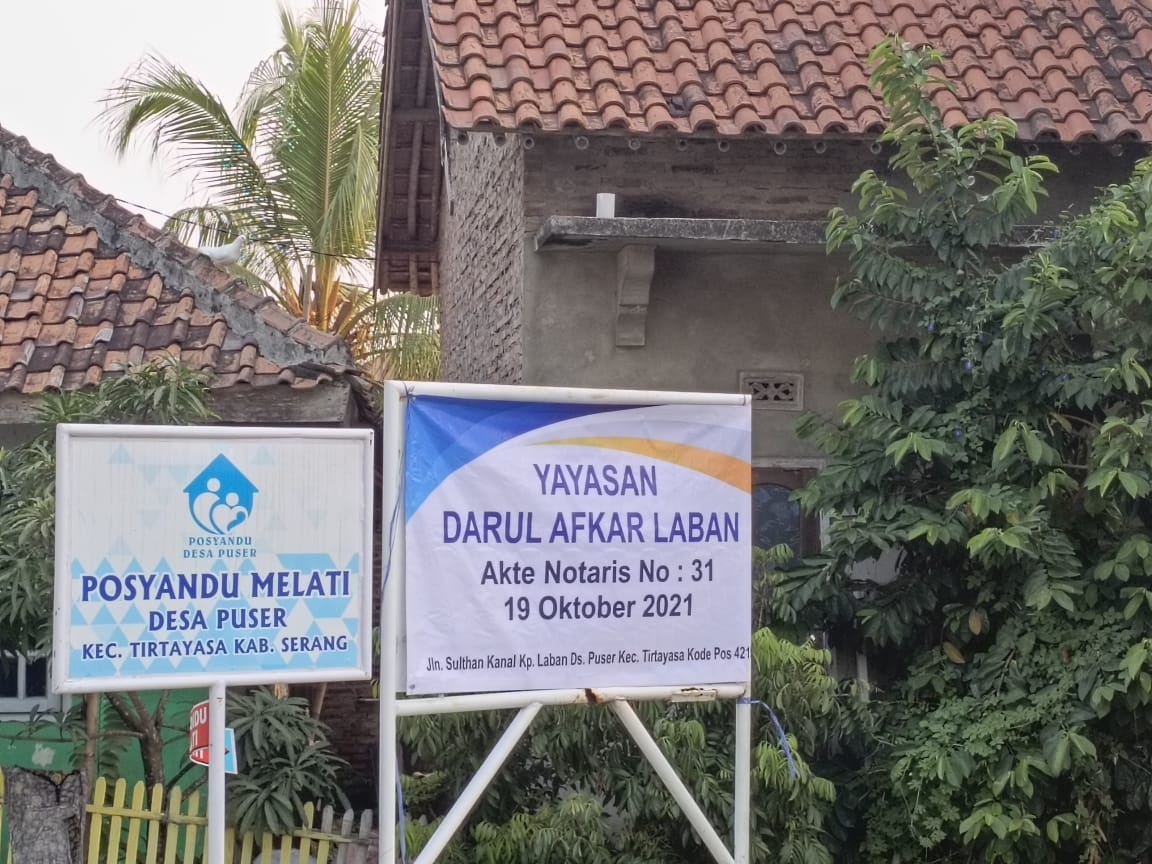 POSYANDU
DESA PUSER
POSYANDU MELATI
DESA PUSER
KEC. TIRTAYASA KAB. SERANG
YAYASAN
DARUL AFKAR LABAN
Akte Notaris No : 31
19 Oktober 2021
Jln. Sulthan Kanal Kp. Laban Ds. Puser Kec. Tirtayasa Kode Pos 421